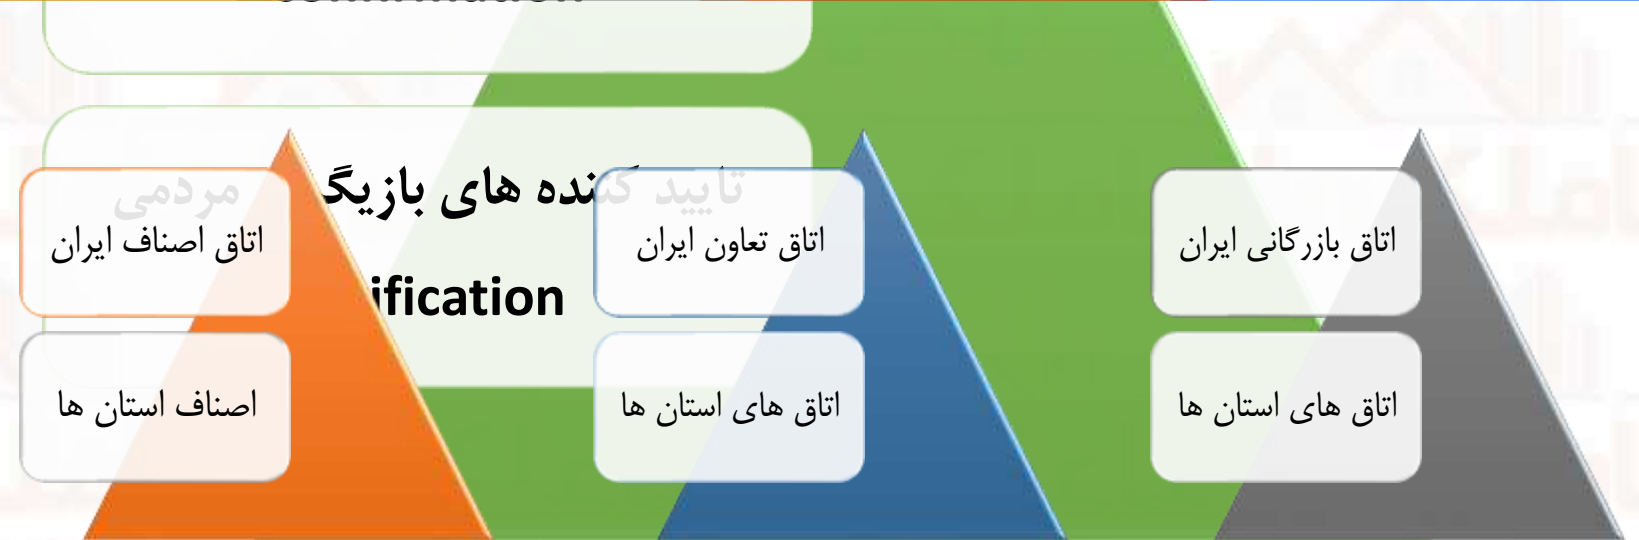 تایید کننده های بازیگ مردمی
ification
اتاق بازرگانی ایران
اتاق های استان ها
اتاق تعاون ایران
اتاق های استان ها
اتاق اصناف ایران
اصناف استان ها